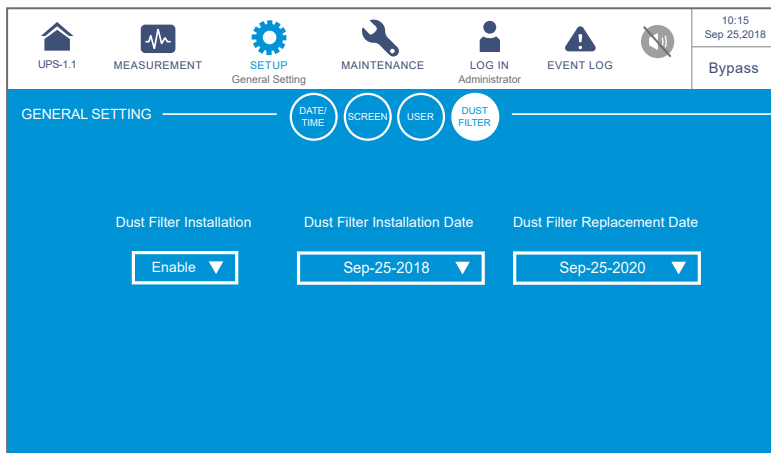 10:15
Sep 25,2018
UPS-1.1
MEASUREMENT
SETUP
General Setting
MAINTENANCE
LOG IN
Administrator
EVENT LOG
Bypass
GENERAL SETTING
DATE/
TIME
SCREEN
USER
DUST
FILTER
Dust Filter Installation
Dust Filter Installation Date
Dust Filter Replacement Date
Enable
Sep-25-2018
Sep-25-2020